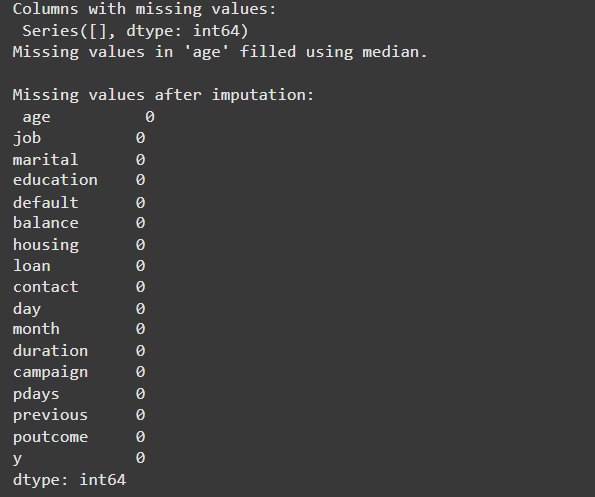 Columns with missing values:
 Series([], dtype: int64)
Missing values in 'age' filled using median.

Missing values after imputation:
 age          0
job          0
marital      0
education    0
default      0
balance      0
housing      0
loan         0
contact      0
day          0
month        0
duration     0
campaign     0
pdays        0
previous     0
poutcome     0
y            0
dtype: int64